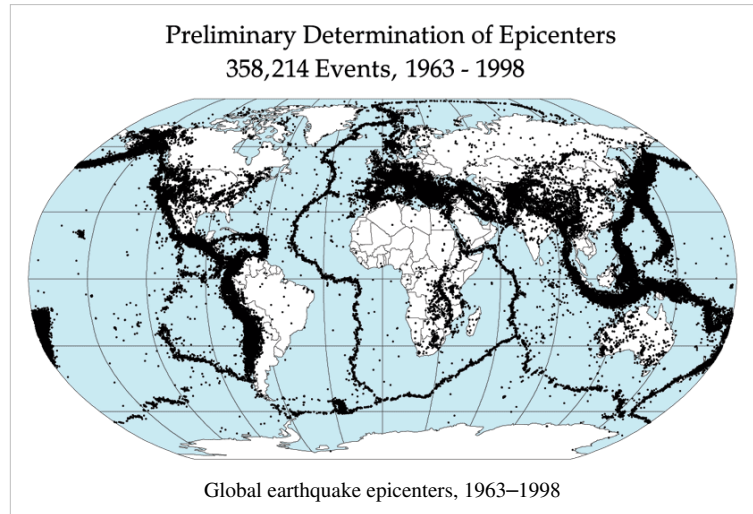 Preliminary Determination of Epicenters
358,214 Events, 1963 - 1998
Global earthquake epicenters, 1963–1998